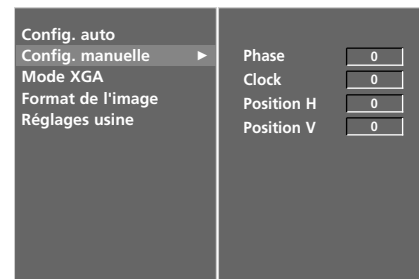 Config. auto
Config. manuelle ►
Mode XGA
Format de l'image
Réglages usine
Phase 0
Clock 0
Position H 0
Position V 0